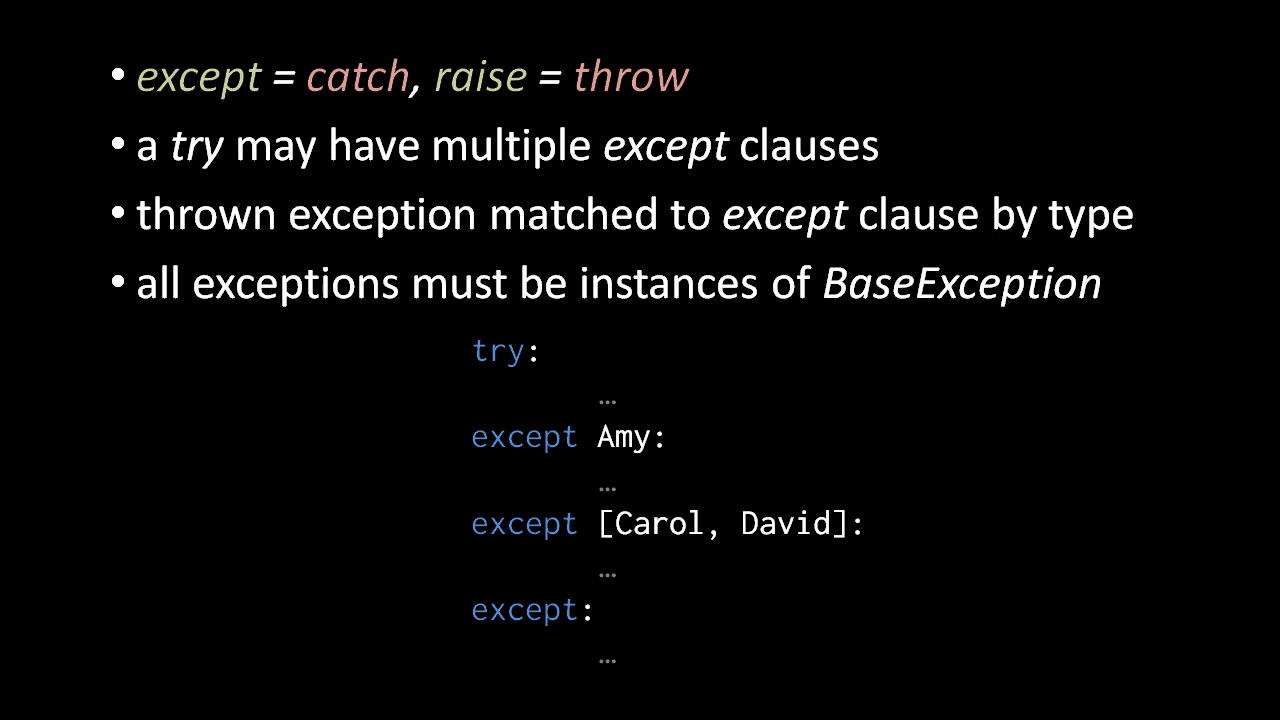 • except = catch, raise = throw
• a try may have multiple except clauses
• thrown exception matched to except clause by type
• all exceptions must be instances of BaseException
try:
…
except Amy:
…
except [Carol, David]:
…
except:
…